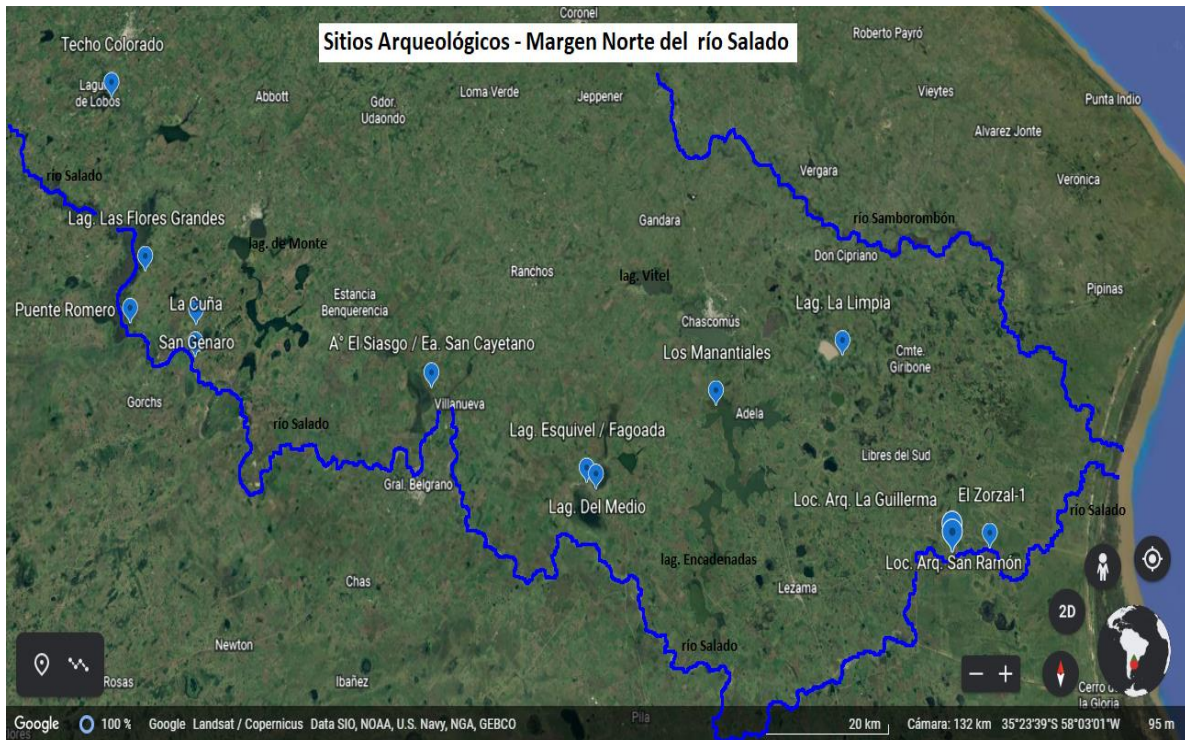 Coronel
Sitios Arqueológicos - Margen Norte del río Salado
Roberto Payró
Techo Colorado
Lagu
de Lobos
Abbott
Gdor.
Udaondo
Loma Verde
Jeppener
Vieytes
Punta Indio
Alvarez Jonte
río Salado
Vergara
Verónica
Lag. Las Flores Grandes
lag. de Monte
Gandara
río Samborombón
Don Cipriano
Ranchos
lag. Vitel
Estancia
Benquerencia
Pipinas
Puente Romero
La Cuña
Lag. La Limpia
Chascomús
San Genaro
A° El Siasgo / Ea. San Cayetano
Los Manantiales
Cmte.
Giribone
Gorchs
Villanueva
Adela
río Salado
Lag. Esquivel / Fagoada
Libres del Sud
Gral. Belgrano
Lag. Del Medio
Loc. Arq. La Guillerma
El Zorzal-1
río Salado
lag. Encadenadas
Loc. Arq. San Ramón
Chas
Lezama
2D
Newton
río Salado
Rosas
Ibañez
Cerro d
la Gloria
Pila
Google
100 %
Google Landsat / Copernicus Data SIO, NOAA, U.S. Navy, NGA, GEBCO
20 km
Cámara: 132 km 35°23'39"S 58°03'01"W
95 m
lores